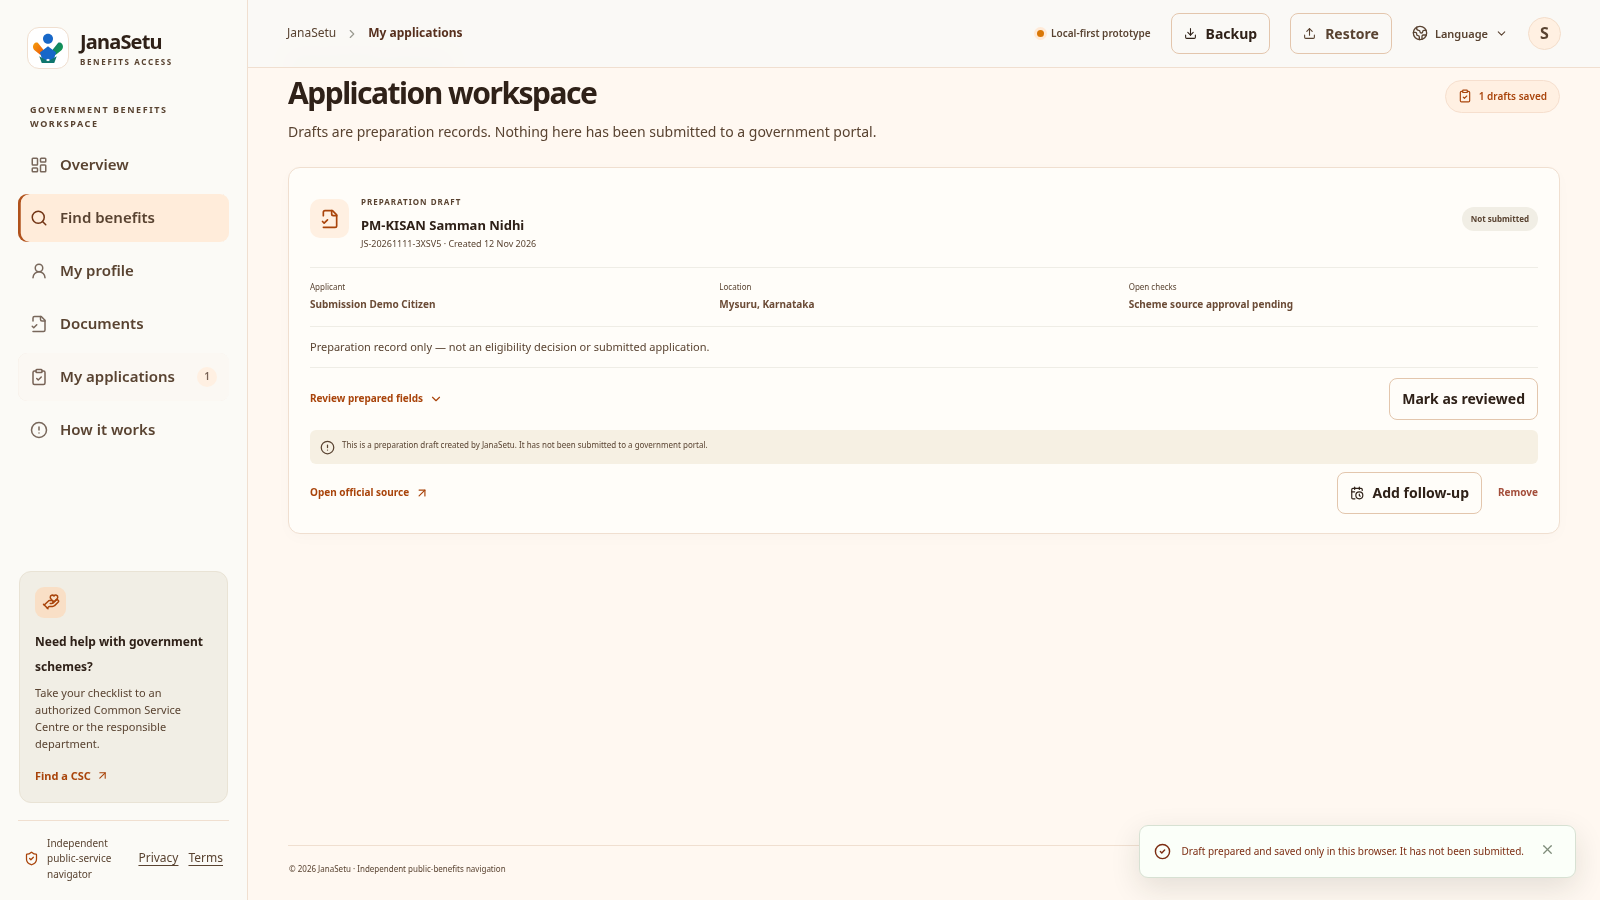 JanaSetu
BENEFITS ACCESS
GOVERNMENT BENEFITS
WORKSPACE
Overview
Find benefits
My profile
Documents
My applications 1
How it works
Need help with government
schemes?
Take your checklist to an
authorized Common Service
Centre or the responsible
department.
Find a CSC
Independent
public-service
navigator
Privacy Terms
JanaSetu My applications
Local-first prototype
Backup
Restore
Language
S
Application workspace
1 drafts saved
Drafts are preparation records. Nothing here has been submitted to a government portal.
PREPARATION DRAFT
PM-KISAN Samman Nidhi
JS-20261111-3XSV5 · Created 12 Nov 2026
Not submitted
Applicant
Submission Demo Citizen
Location
Mysuru, Karnataka
Open checks
Scheme source approval pending
Preparation record only — not an eligibility decision or submitted application.
Review prepared fields
Mark as reviewed
This is a preparation draft created by JanaSetu. It has not been submitted to a government portal.
Open official source
Add follow-up
Remove
© 2026 JanaSetu · Independent public-benefits navigation
Draft prepared and saved only in this browser. It has not been submitted.